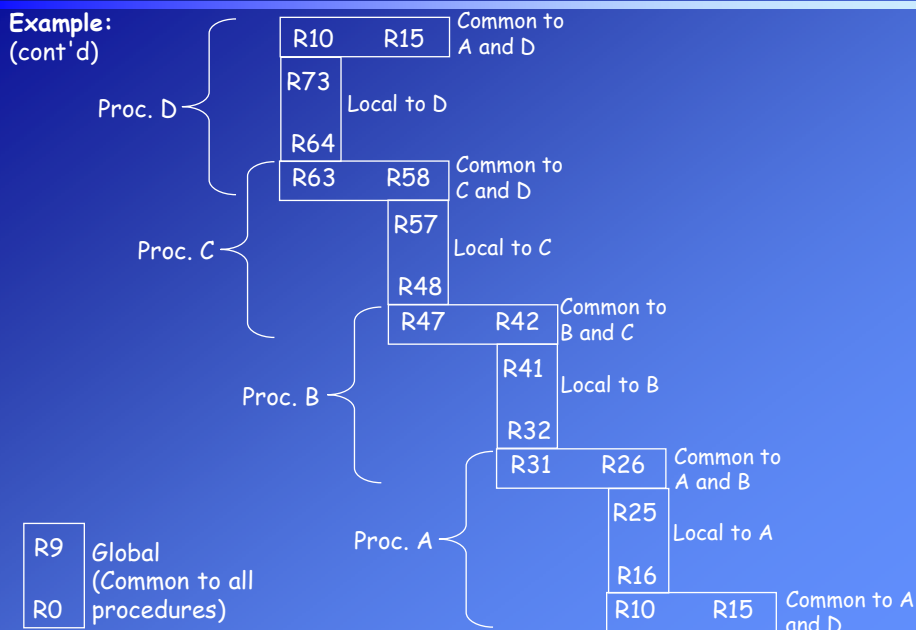 Example:
(cont'd)
R10 R15
Common to
A and D
R73
Proc. D
Local to D
R64
R63 R58
Common to
C and D
R57
Proc. C
Local to C
R48
R47 R42
Common to
B and C
R41
Proc. B
Local to B
R32
R31 R26
Common to
A and B
R25
Proc. A
Local to A
R16
R10 R15
Common to A
and D
R9
R0
Global
(Common to all
procedures)